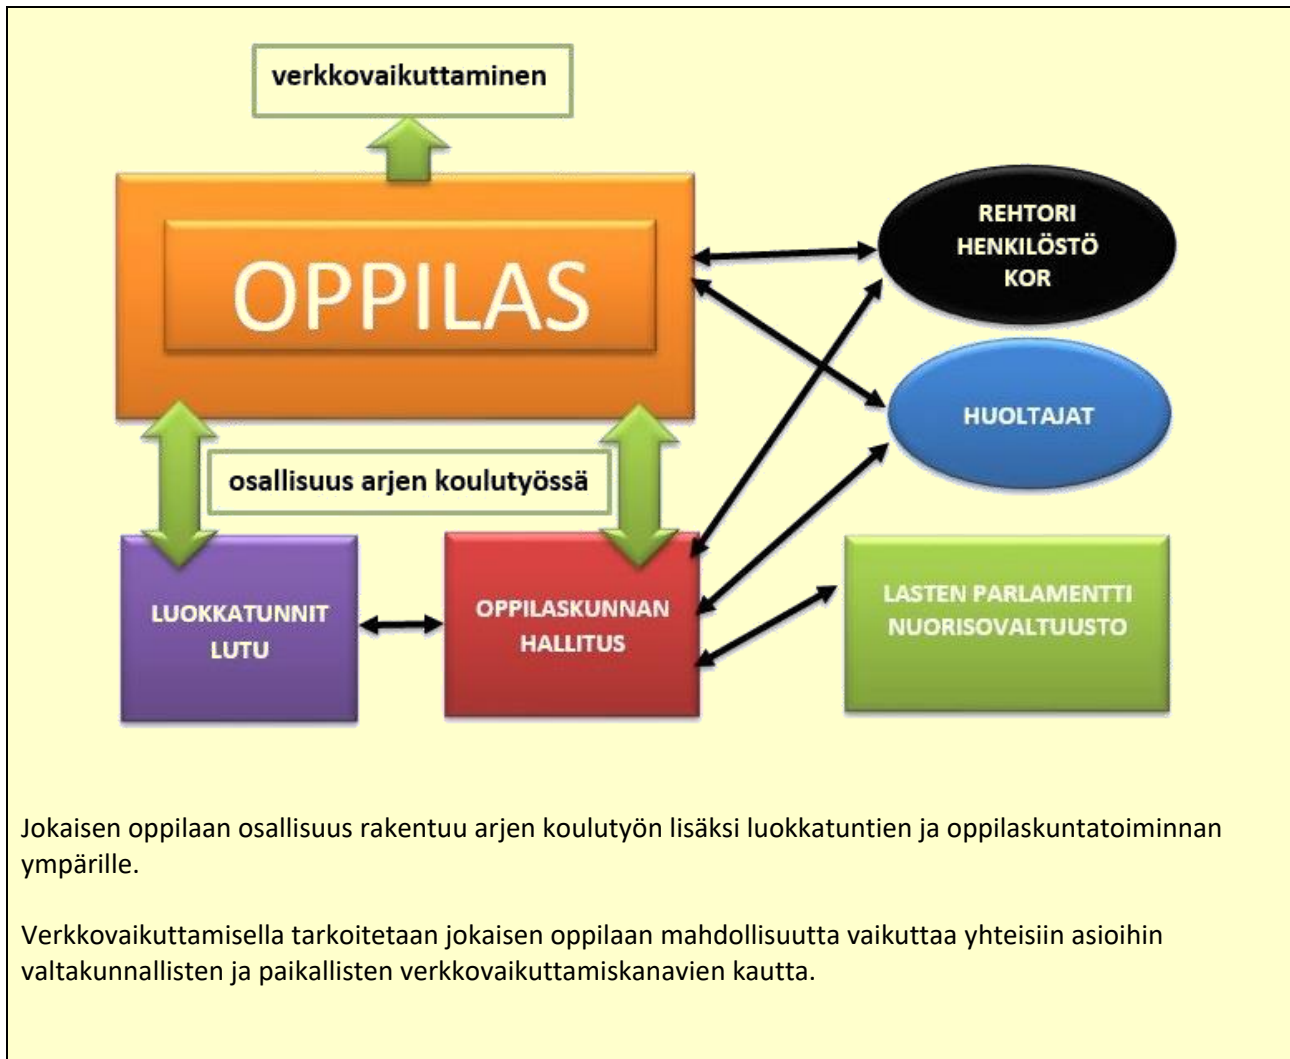 verkkovaikuttaminen
OPPILAS
REHTORI
HENKILÖSTÖ
KOR
HUOLTAJAT
osallisuus arjen koulutyössä
LUOKKATUNNIT
LUTU
OPPILASKUNNAN
HALLITUS
LASTEN PARLAMENTTI
NUORISOVALTUUSTO
Jokaisen oppilaan osallisuus rakentuu arjen koulutyön lisäksi luokkatuntien ja oppilaskuntatoiminnan
ympärille.
Verkkovaikuttamisella tarkoitetaan jokaisen oppilaan mahdollisuutta vaikuttaa yhteisiin asioihin
valtakunnallisten ja paikallisten verkkovaikuttamiskanavien kautta.